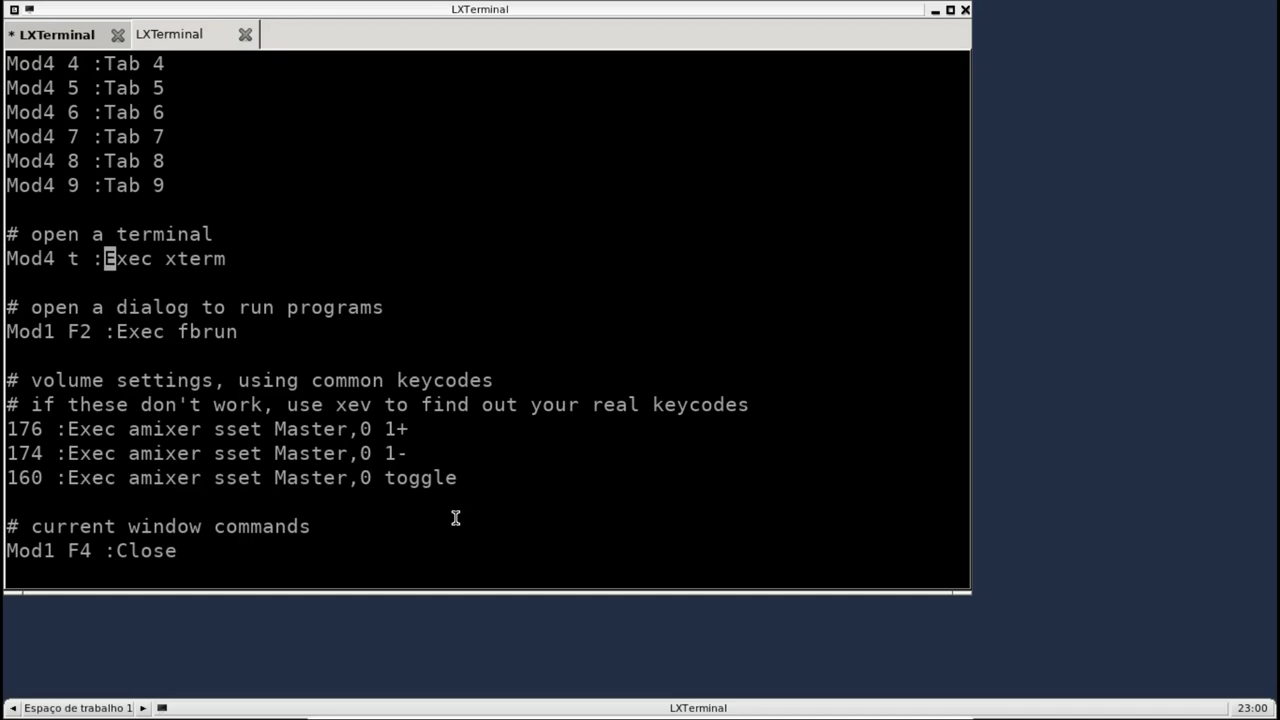 LXTerminal
* LXTerminal
LXTerminal
Mod4 4 :Tab 4
Mod4 5 :Tab 5
Mod4 6 :Tab 6
Mod4 7 :Tab 7
Mod4 8 :Tab 8
Mod4 9 :Tab 9
# open a terminal
Mod4 t :Exec xterm
# open a dialog to run programs
Mod1 F2 :Exec fbrun
# volume settings, using common keycodes
# if these don't work, use xev to find out your real keycodes
176 :Exec amixer sset Master,0 1+
174 :Exec amixer sset Master,0 1-
160 :Exec amixer sset Master,0 toggle
# current window commands
Mod1 F4 :Close
Espaço de trabalho 1
LXTerminal
23:00